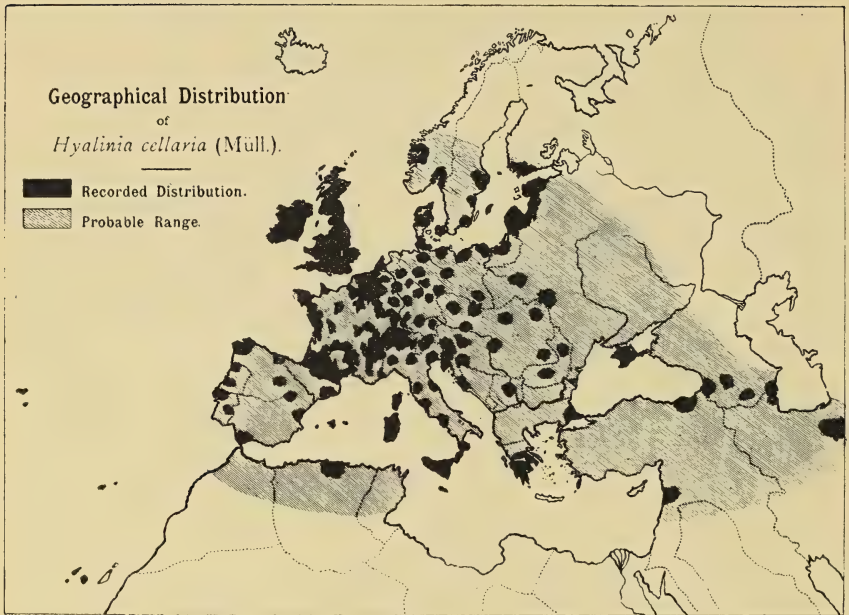 Geographical Distribution
of
Hyalinia cellaria (Müll.).
Recorded Distribution.
Probable Range.